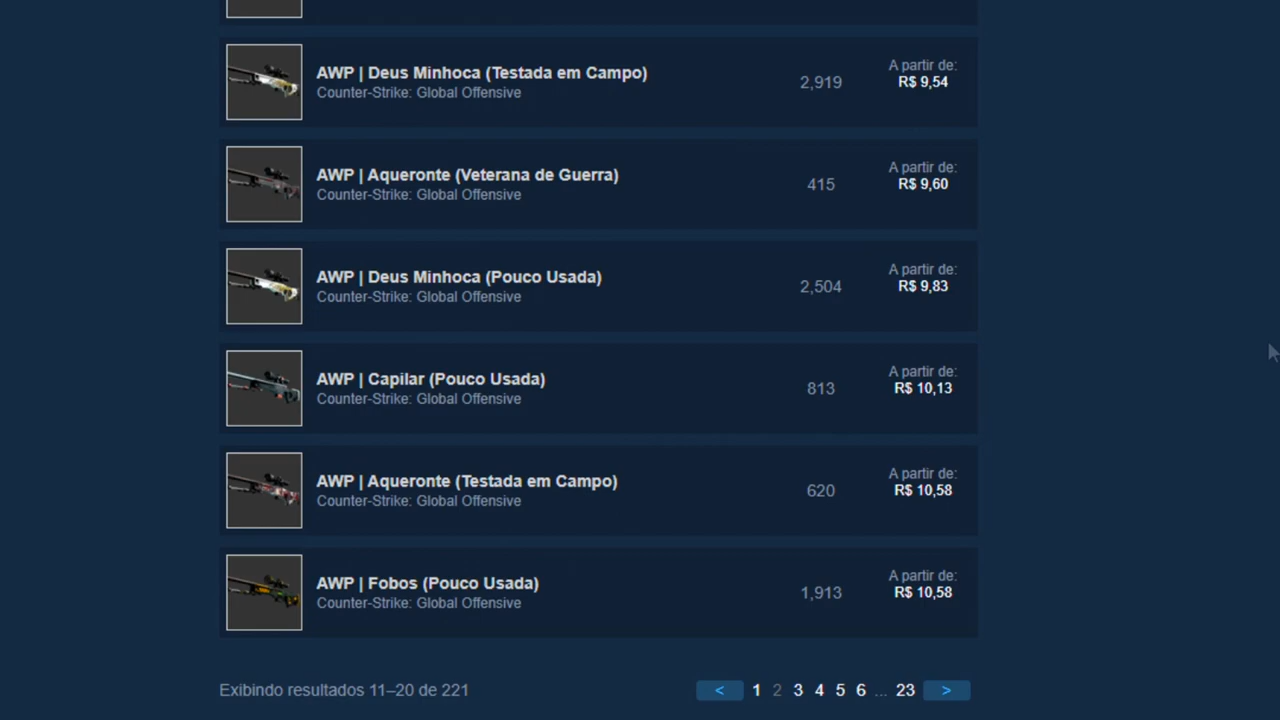 AWP | Deus Minhoca (Testada em Campo)
Counter-Strike: Global Offensive
2,919
A partir de:
R$ 9,54
AWP | Aqueronte (Veterana de Guerra)
Counter-Strike: Global Offensive
415
A partir de:
R$ 9,60
AWP | Deus Minhoca (Pouco Usada)
Counter-Strike: Global Offensive
2,504
A partir de:
R$ 9,83
AWP | Capilar (Pouco Usada)
Counter-Strike: Global Offensive
813
A partir de:
R$ 10,13
AWP | Aqueronte (Testada em Campo)
Counter-Strike: Global Offensive
620
A partir de:
R$ 10,58
AWP | Fobos (Pouco Usada)
Counter-Strike: Global Offensive
1,913
A partir de:
R$ 10,58
Exibindo resultados 11–20 de 221
< 1 2 3 4 5 6 ... 23 >